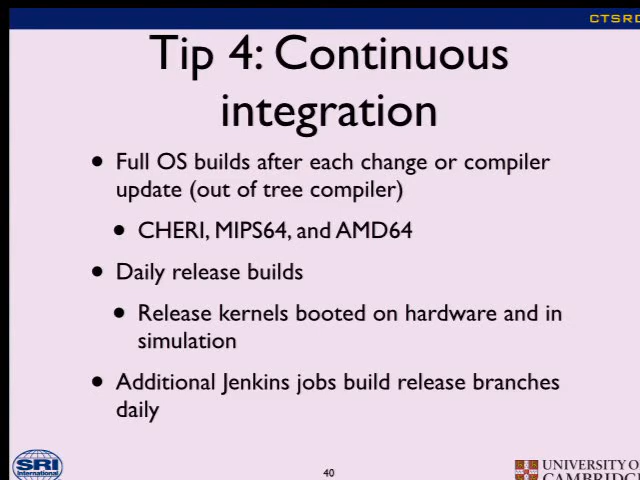 CTSRD
Tip 4: Continuous
integration
• Full OS builds after each change or compiler
update (out of tree compiler)
• CHERI, MIPS64, and AMD64
• Daily release builds
• Release kernels booted on hardware and in
simulation
• Additional Jenkins jobs build release branches
daily
SRI
International
40
UNIVERSITY OF
CAMBRIDGE